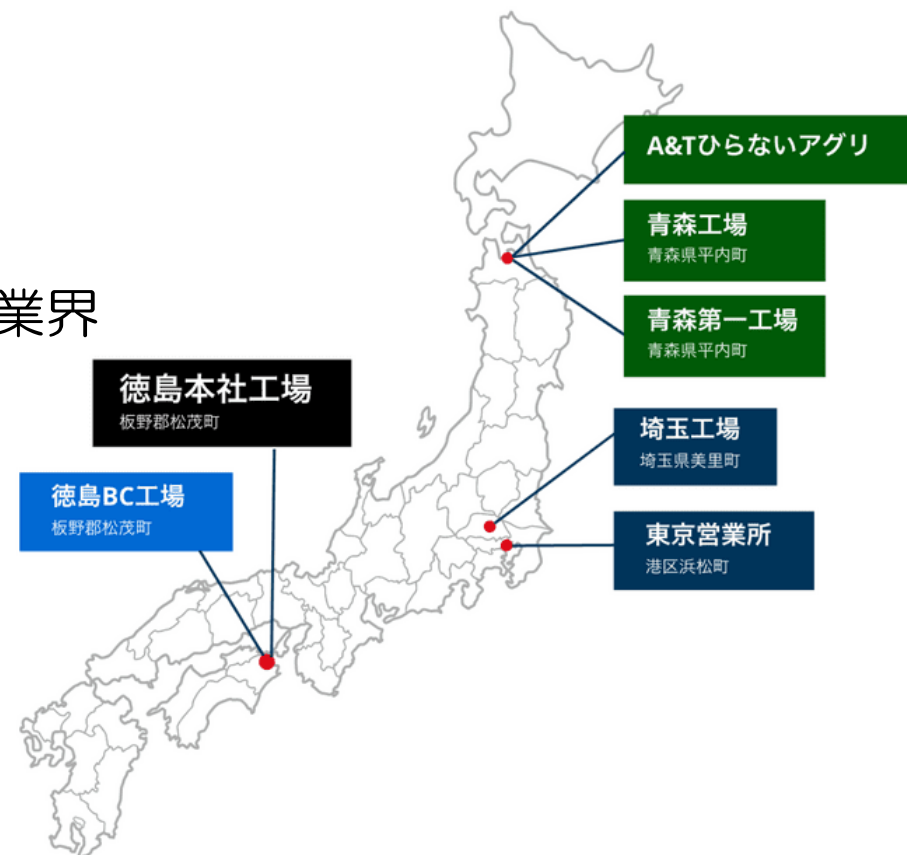 A&Tひらないアグリ
青森工場
青森県平内町
業界
青森第一工場
青森県平内町
徳島本社工場
板野郡松茂町
埼玉工場
埼玉県美里町
徳島BC工場
板野郡松茂町
東京営業所
港区浜松町